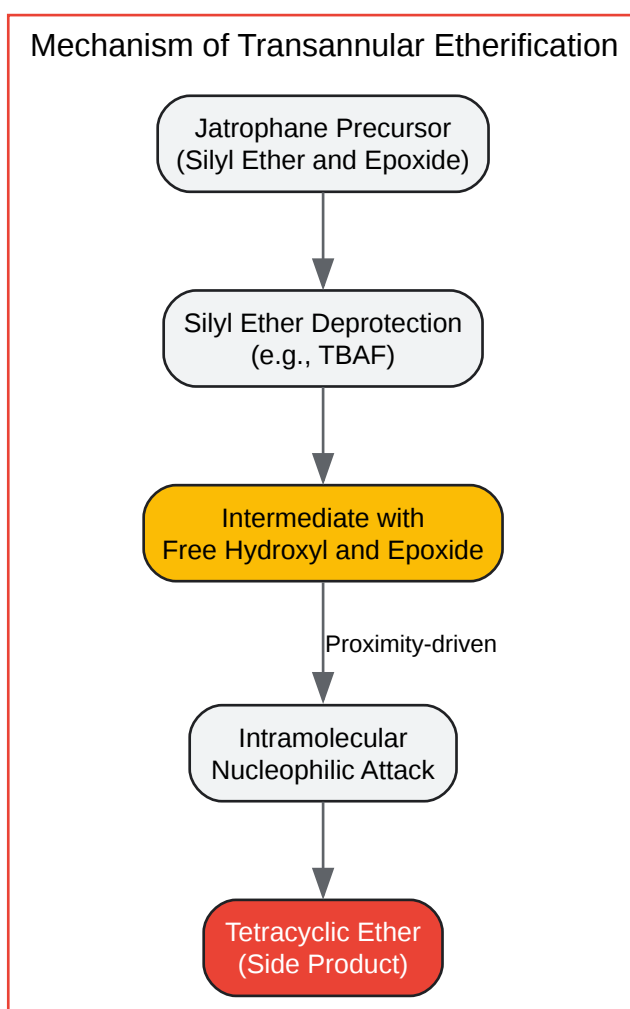 Mechanism of Transannular Etherification
Jatrophane Precursor
(Silyl Ether and Epoxide)
Silyl Ether Deprotection
(e.g., TBAF)
Intermediate with
Free Hydroxyl and Epoxide
Proximity-driven
Intramolecular
Nucleophilic Attack
Tetracyclic Ether
(Side Product)